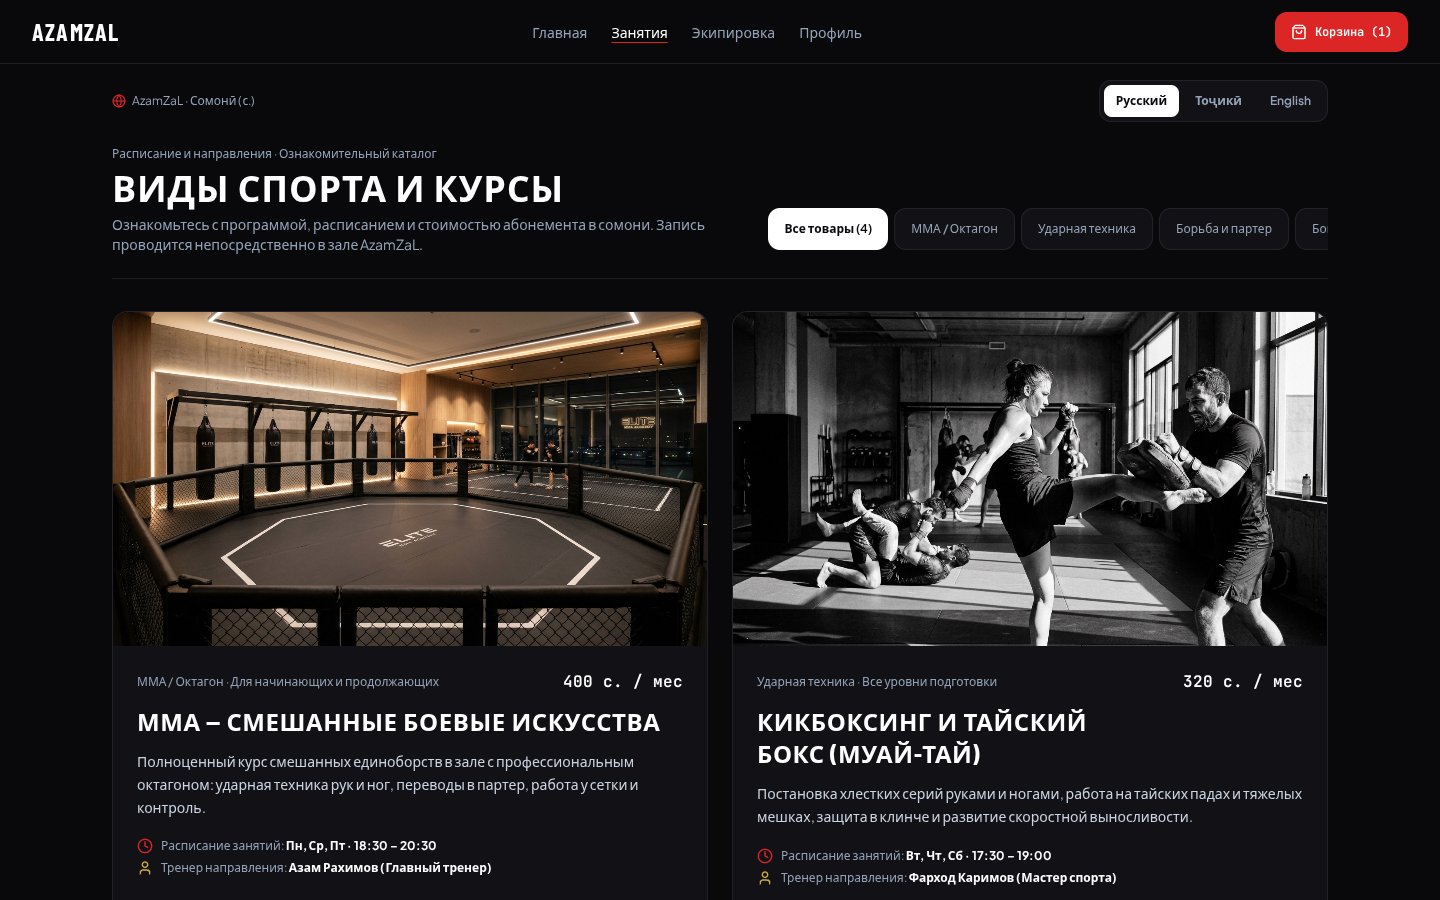 AZAMZAL
Главная
Занятия
Экипировка
Профиль
Корзина (1)
AzamZaL · Сомонӣ (с.)
Русский
Тоҷикӣ
English
Расписание и направления · Ознакомительный каталог
ВИДЫ СПОРТА И КУРСЫ
Ознакомьтесь с программой, расписанием и стоимостью абонемента в сомони. Запись
проводится непосредственно в зале AzamZaL.
Все товары (4)
ММА / Октагон
Ударная техника
Борьба и партер
ELITE
ELITE
ММА / Октагон · Для начинающих и продолжающих
400 с. / мес
ММА – СМЕШАННЫЕ БОЕВЫЕ ИСКУССТВА
Полноценный курс смешанных единоборств в зале с профессиональным
октагоном: ударная техника рук и ног, переводы в партер, работа у сетки и
контроль.
Расписание занятий: Пн, Ср, Пт · 18:30 – 20:30
Тренер направления: Азам Рахимов (Главный тренер)
Ударная техника · Все уровни подготовки
320 с. / мес
КИКБОКСИНГ И ТАЙСКИЙ
БОКС (МУАЙ-ТАЙ)
Постановка хлестких серий руками и ногами, работа на тайских падах и тяжелых
мешках, защита в клинче и развитие скоростной выносливости.
Расписание занятий: Вт, Чт, Сб · 17:30 – 19:00
Тренер направления: Фарход Каримов (Мастер спорта)